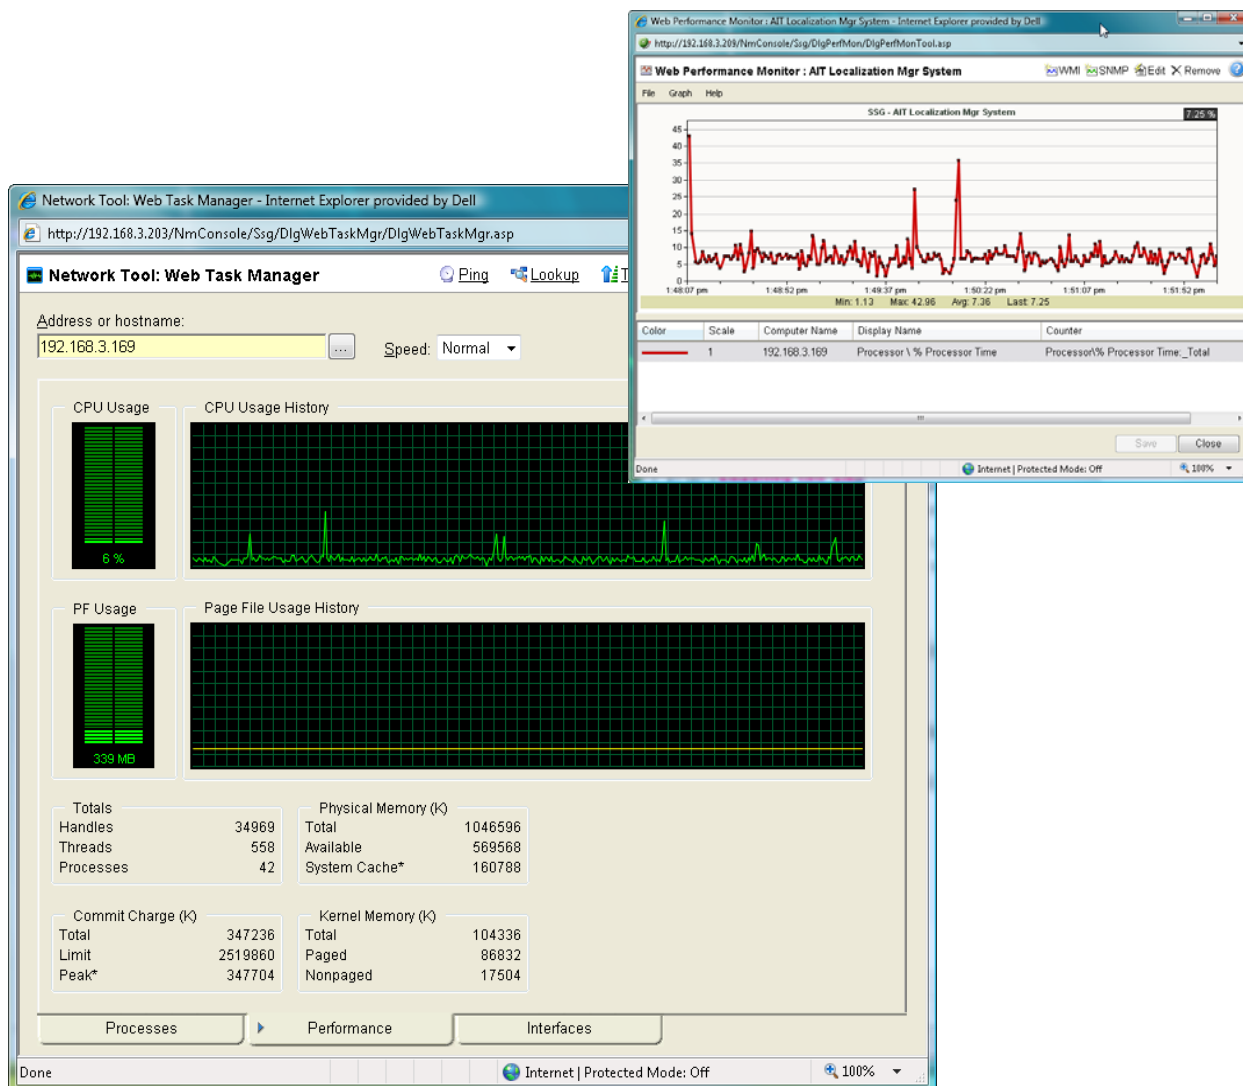 Web Performance Monitor : AIT Localization Mgr System - Internet Explorer provided by Dell
http://192.168.3.209/NmConsole/Ssg/DlgPerfMon/DlgPerfMonTool.asp
Web Performance Monitor : AIT Localization Mgr System WMI SNMP Edit Remove ?
File Graph Help
SSG - AIT Localization Mgr System 7.25 %
45
40
35
30
25
20
15
10
5
0
1:48:07 pm 1:48:52 pm 1:49:37 pm 1:50:22 pm 1:51:07 pm 1:51:52 pm
Min: 1.13 Max: 42.96 Avg: 7.36 Last: 7.25
Color Scale Computer Name Display Name Counter
1 192.168.3.169 Processor \ % Processor Time Processor\% Processor Time:_Total
Save Close
Done Internet | Protected Mode: Off 100%
Network Tool: Web Task Manager - Internet Explorer provided by Dell
http://192.168.3.203/NmConsole/Ssg/DlgWebTaskMgr/DlgWebTaskMgr.asp
Network Tool: Web Task Manager Ping Lookup T
Address or hostname:
192.168.3.169 ... Speed: Normal
CPU Usage CPU Usage History
6 %
PF Usage Page File Usage History
339 MB
Totals Physical Memory (K)
Handles 34969 Total 1046596
Threads 558 Available 569568
Processes 42 System Cache* 160788
Commit Charge (K) Kernel Memory (K)
Total 347236 Total 104336
Limit 2519860 Paged 86832
Peak* 347704 Nonpaged 17504
Processes Performance Interfaces
Done Internet | Protected Mode: Off 100%